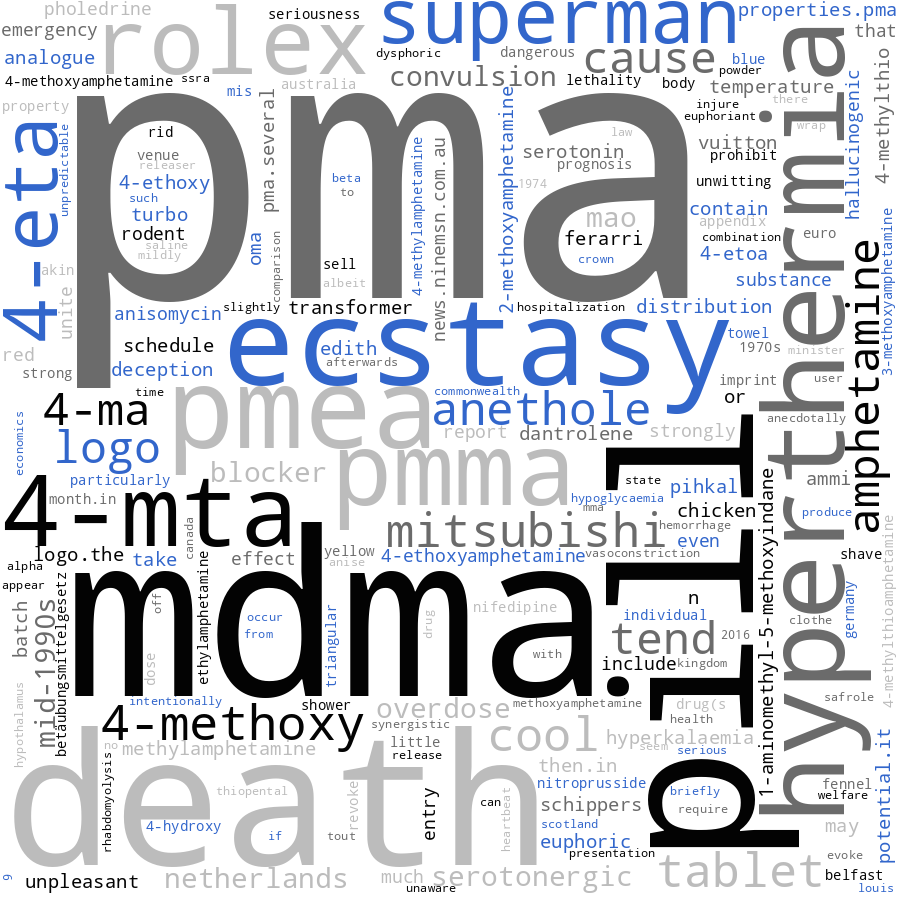 pholedrine
seriousness
superman
properties.pma
emergency
rolex
that
analogue
dysphoric
dangerous
cause
blue
4-methoxyamphetamine
ssra
australia
convulsion
lethality
body
powder
temperature
property
mis
pma
injure
there
euphoriant
hyperthermia
hallucinogenic
4-methylthio
4-eta
unpredictable
rid
pma.several
law
wrap
venue
releaser
news.ninemsn.com.au
serotonin
prognosis
vuitton
prohibit
4-ethoxy
such
beta
to
4-methylamphetamine
2-methoxyamphetamine
1974
unwitting
turbo
rodent
oma
mao
contain
appendix
saline
mildly
ferarri
combination
euro
3-methoxyamphetamine
akin
comparison
sell
crown
4-etoa
unite
albeit
substance
anisomycin
slightly
transformer
hospitalization
distribution
amphetamine
red
schedule
ecstasy
edith
towel
1970s
minister
strong
deception
afterwards
time
commonwealth
imprint
user
4-ma
pmea
anethole
or
anecdotally
economics
logo
report
dantrolene
strongly
blocker
pmma
pill
particularly
state
pihkal
ammi
month.in
4-mta
hypoglycaemia
mma
chicken
produce
canada
mitsubishi
hemorrhage
logo.the
yellow
even
alpha
take
effect
anise
4-ethoxyamphetamine
vasoconstriction
shave
appear
mdma.
n
1-aminomethyl-5-methoxyindane
batch
mid-1990s
betäubungsmittelgesetz
off
ethylamphetamine
occur
from
triangular
drug
nifedipine
individual
clothe
germany
4-methylthioamphetamine
tend
2016
with
dose
include
kingdom
hypothalamus
intentionally
shower
methoxyamphetamine
drug(s
safrole
4-methoxy
overdose
synergistic
health
no
methylamphetamine
little
cool
hyperkalaemia
seem
serious
potential.it
death
release
then.in
rhabdomyolysis
thiopental
revoke
nitroprusside
briefly
fennel
welfare
entry
can
heartbeat
schippers
require
4-hydroxy
if
tout
scotland
may
euphoric
presentation
evoke
9
unpleasant
netherlands
much
serotonergic
unaware
tablet
belfast
louis